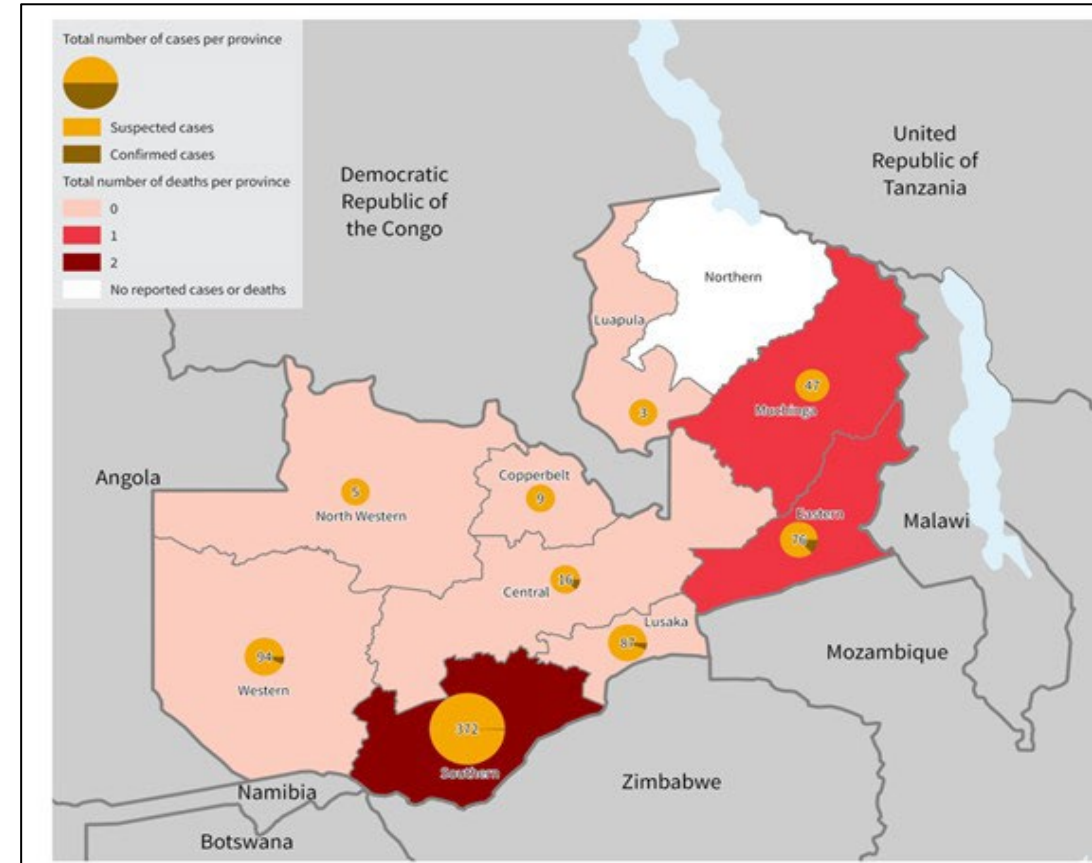 Total number of cases per province
Suspected cases
Confirmed cases
Total number of deaths per province
0
1
2
No reported cases or deaths
Democratic
Republic of
the Congo
United
Republic of
Tanzania
Northern
Luapula
3
47
Muchinga
Angola
5
North Western
Copperbelt
9
Eastern
76
Malawi
16
Central
Lusaka
87
Mozambique
94
Western
372
Southern
Zimbabwe
Namibia
Botswana